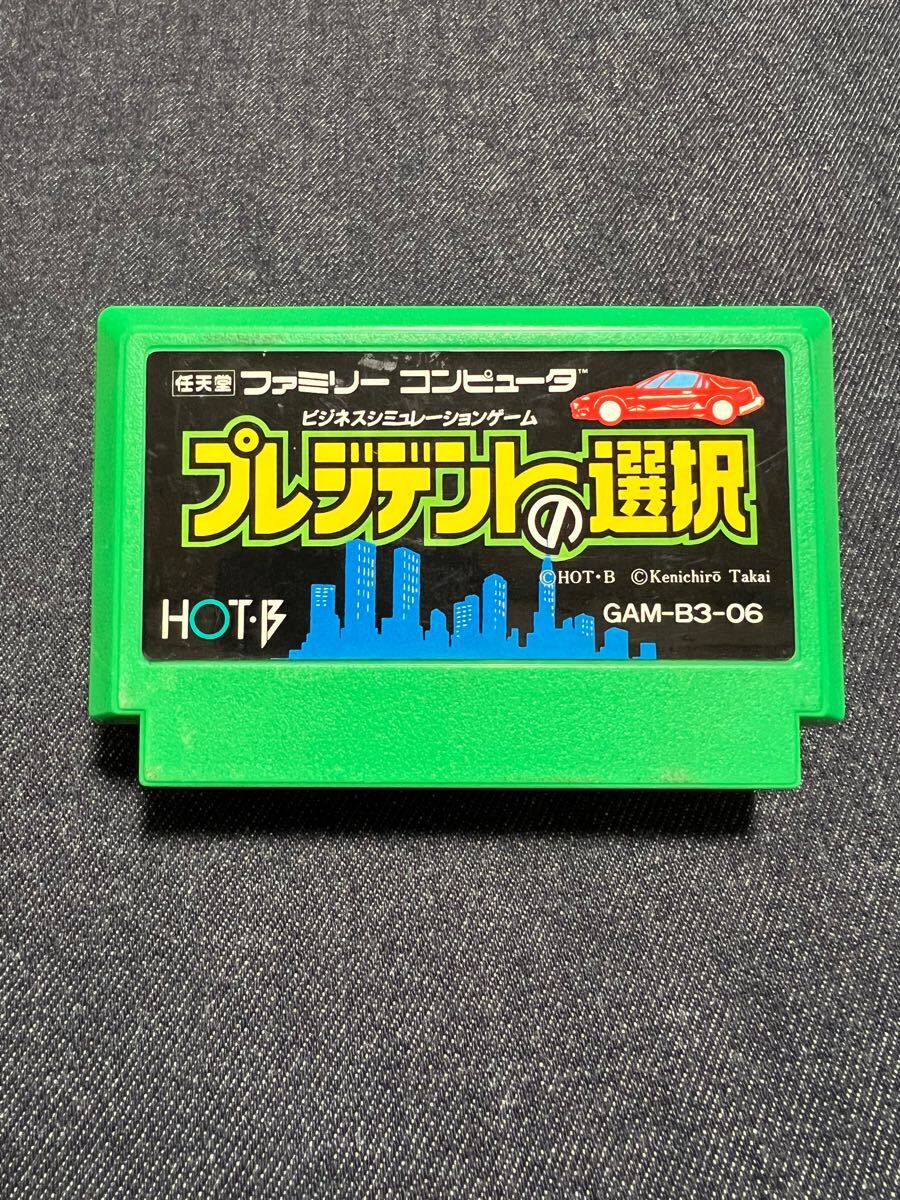 任天堂 ファミリー コンピュータ™
ビジネスシミュレーションゲーム
プレジデントの選択
©HOT・B ©Kenichirō Takai
HOT・B
GAM-B3-06